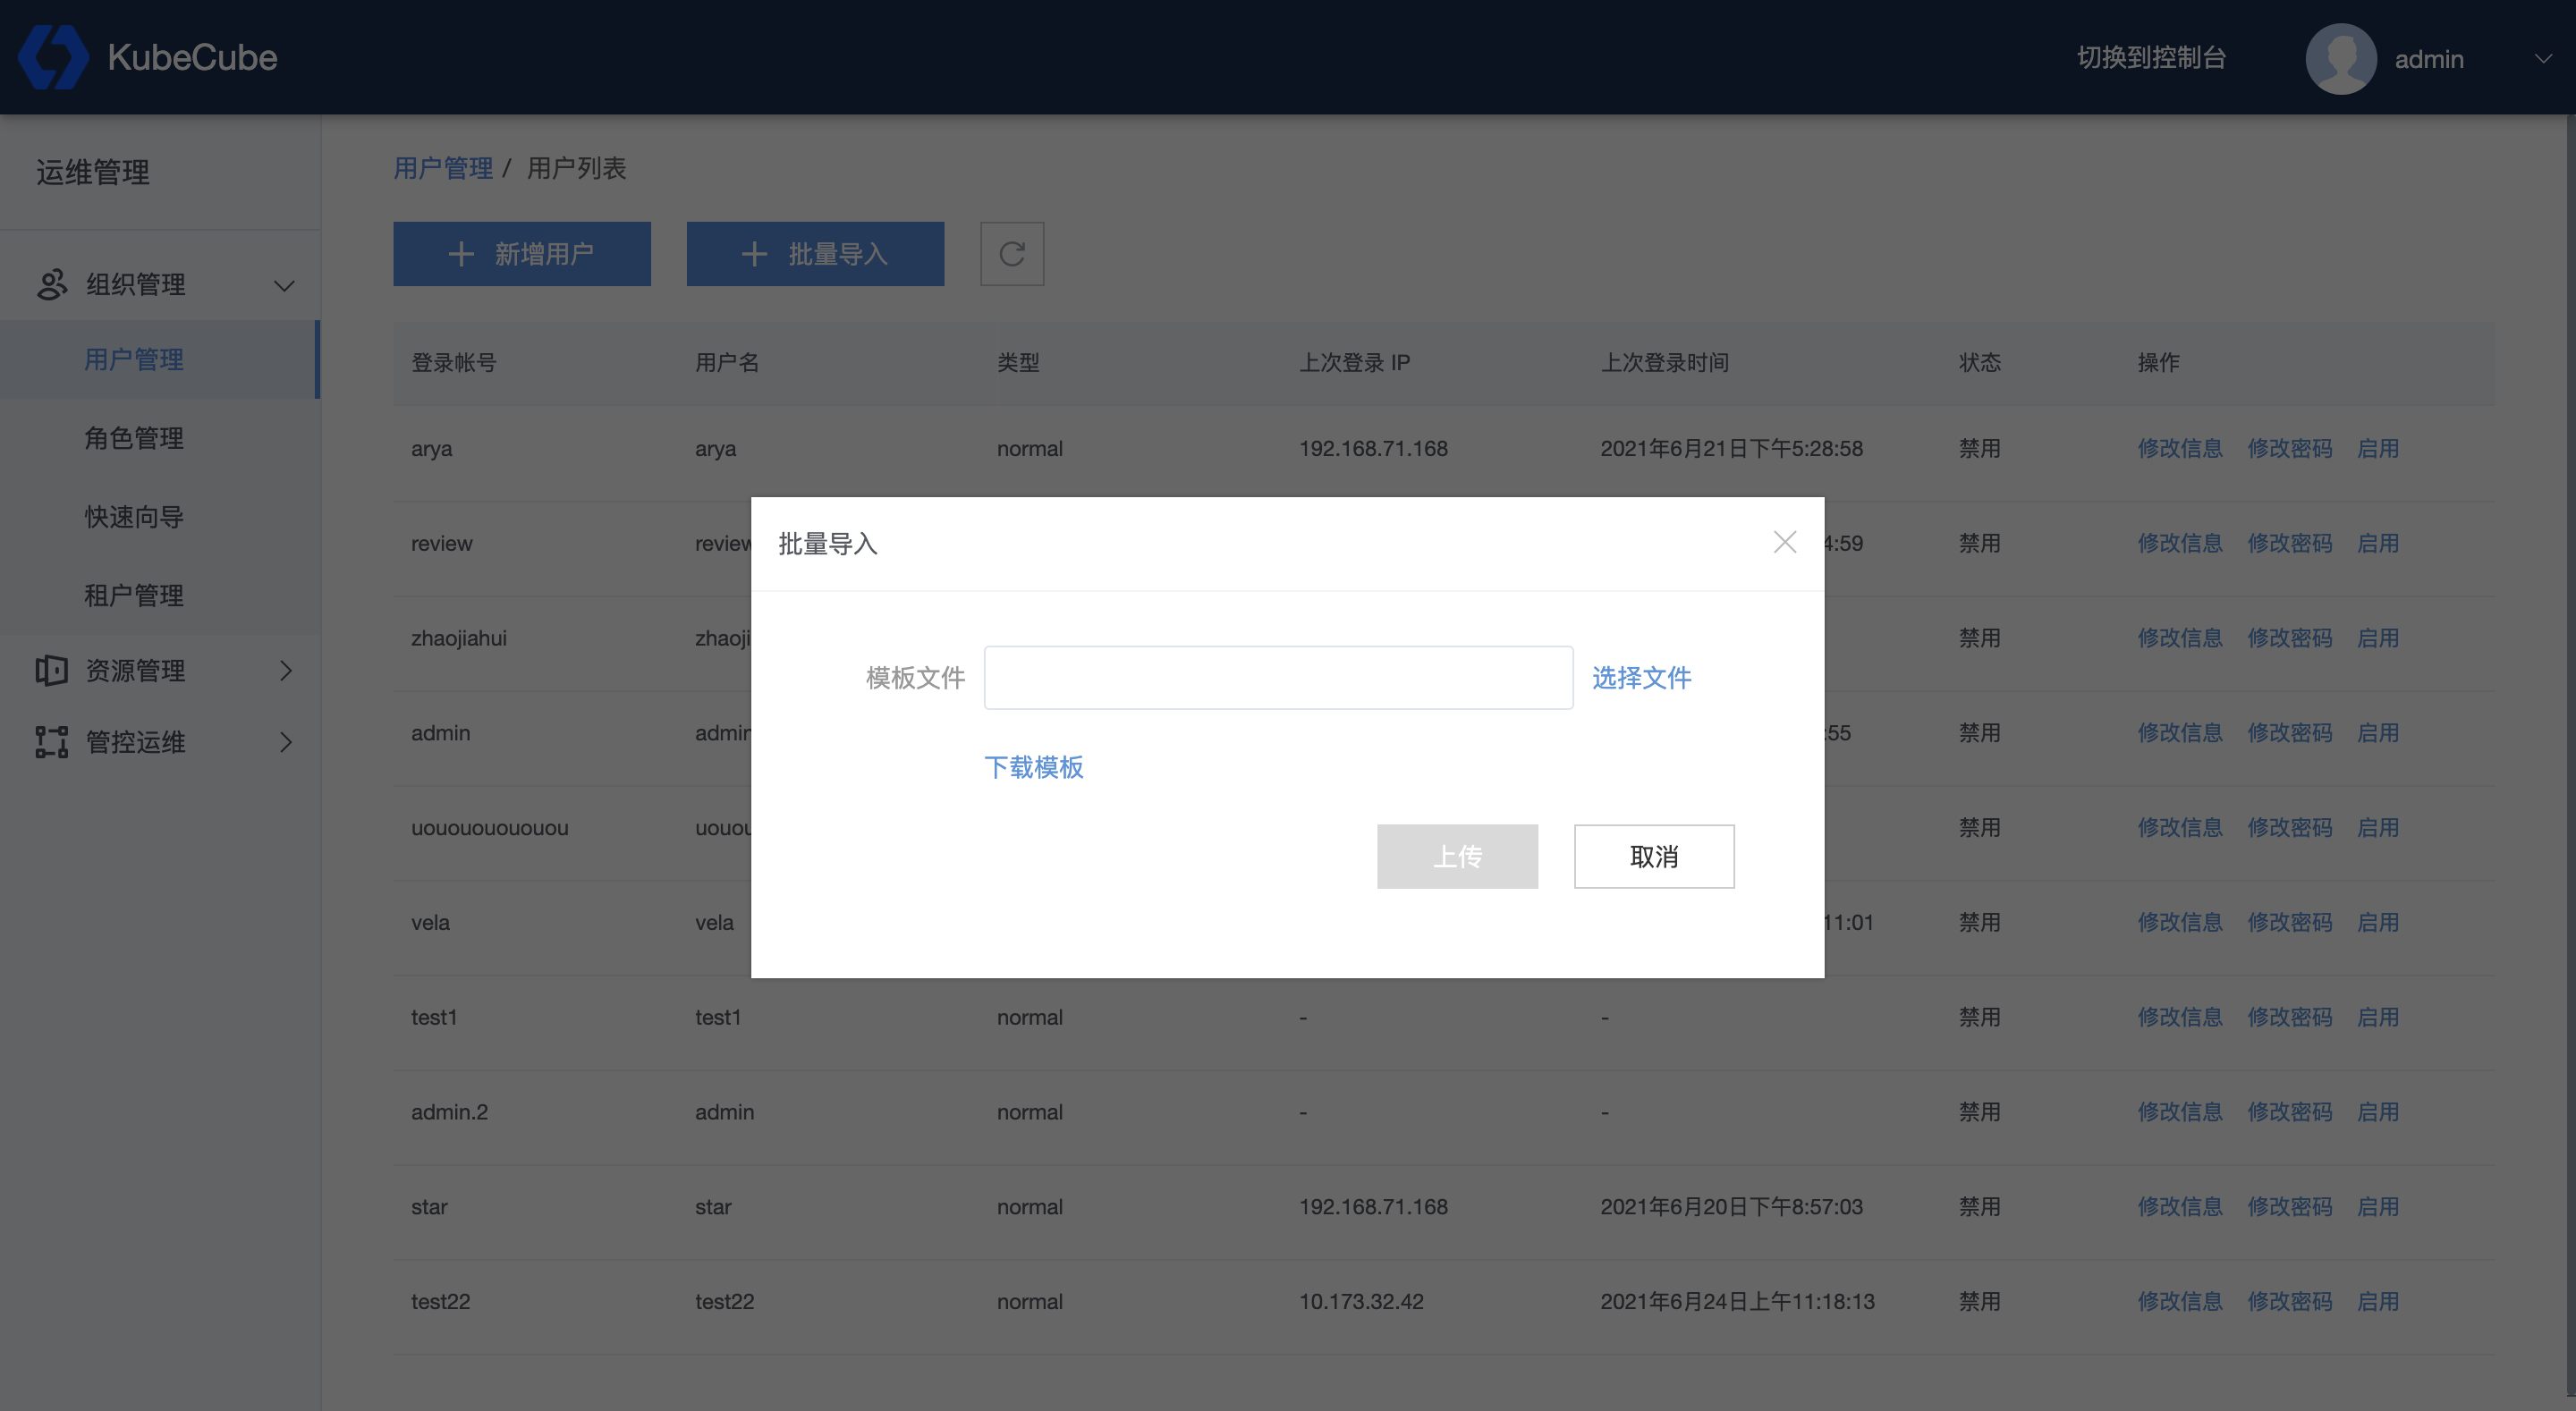 KubeCube
切换到控制台 admin
运维管理
组织管理
用户管理
角色管理
快速向导
租户管理
资源管理
管控运维
用户管理 / 用户列表
新增用户 批量导入
登录帐号 用户名 类型 上次登录 IP 上次登录时间 状态 操作
arya arya normal 192.168.71.168 2021年6月21日下午5:28:58 禁用 修改信息 修改密码 启用
review review 4:59 禁用 修改信息 修改密码 启用
zhaojiahui zhaoji 禁用 修改信息 修改密码 启用
admin admin :55 禁用 修改信息 修改密码 启用
uouououououou uouou 禁用 修改信息 修改密码 启用
vela vela 11:01 禁用 修改信息 修改密码 启用
test1 test1 normal - - 禁用 修改信息 修改密码 启用
admin.2 admin normal - - 禁用 修改信息 修改密码 启用
star star normal 192.168.71.168 2021年6月20日下午8:57:03 禁用 修改信息 修改密码 启用
test22 test22 normal 10.173.32.42 2021年6月24日上午11:18:13 禁用 修改信息 修改密码 启用
批量导入
模板文件 选择文件
下载模板
上传 取消